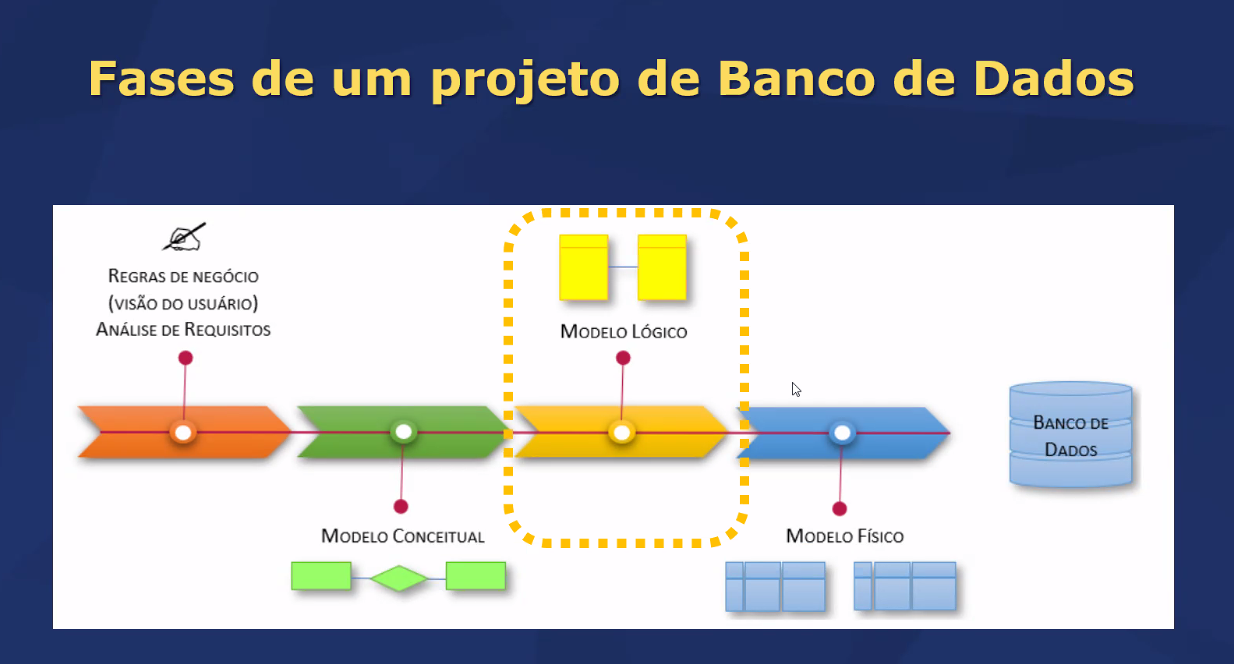 Fases de um projeto de Banco de Dados
Regras de negócio
(visão do usuário)
Análise de Requisitos
Modelo Lógico
Banco de
Dados
Modelo Conceitual
Modelo Físico